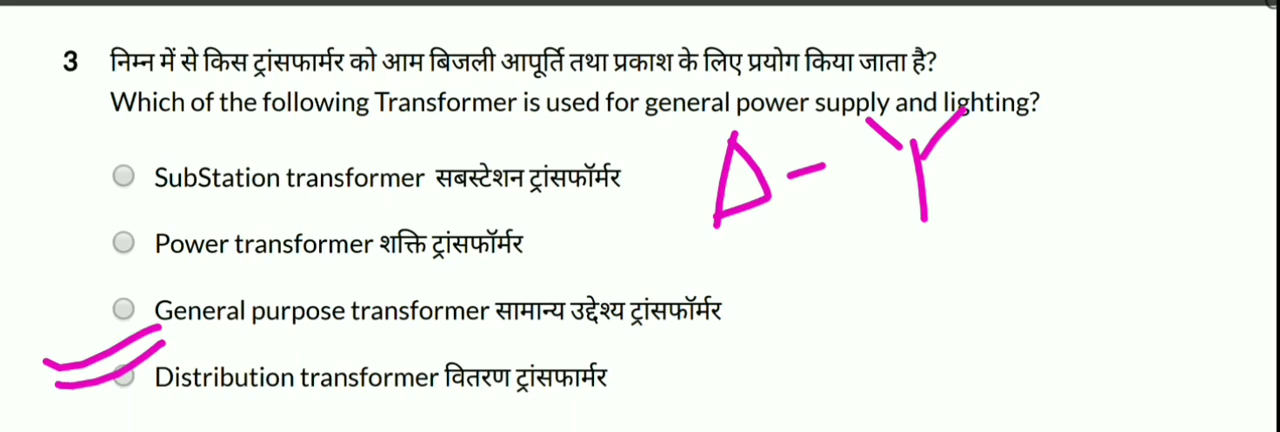 3 निम्न में से किस ट्रांसफार्मर को आम बिजली आपूर्ति तथा प्रकाश के लिए प्रयोग किया जाता है?
Which of the following Transformer is used for general power supply and lighting?
Δ - Y
SubStation transformer सबस्टेशन ट्रांसफॉर्मर
Power transformer शक्ति ट्रांसफॉर्मर
General purpose transformer सामान्य उद्देश्य ट्रांसफॉर्मर
Distribution transformer वितरण ट्रांसफार्मर